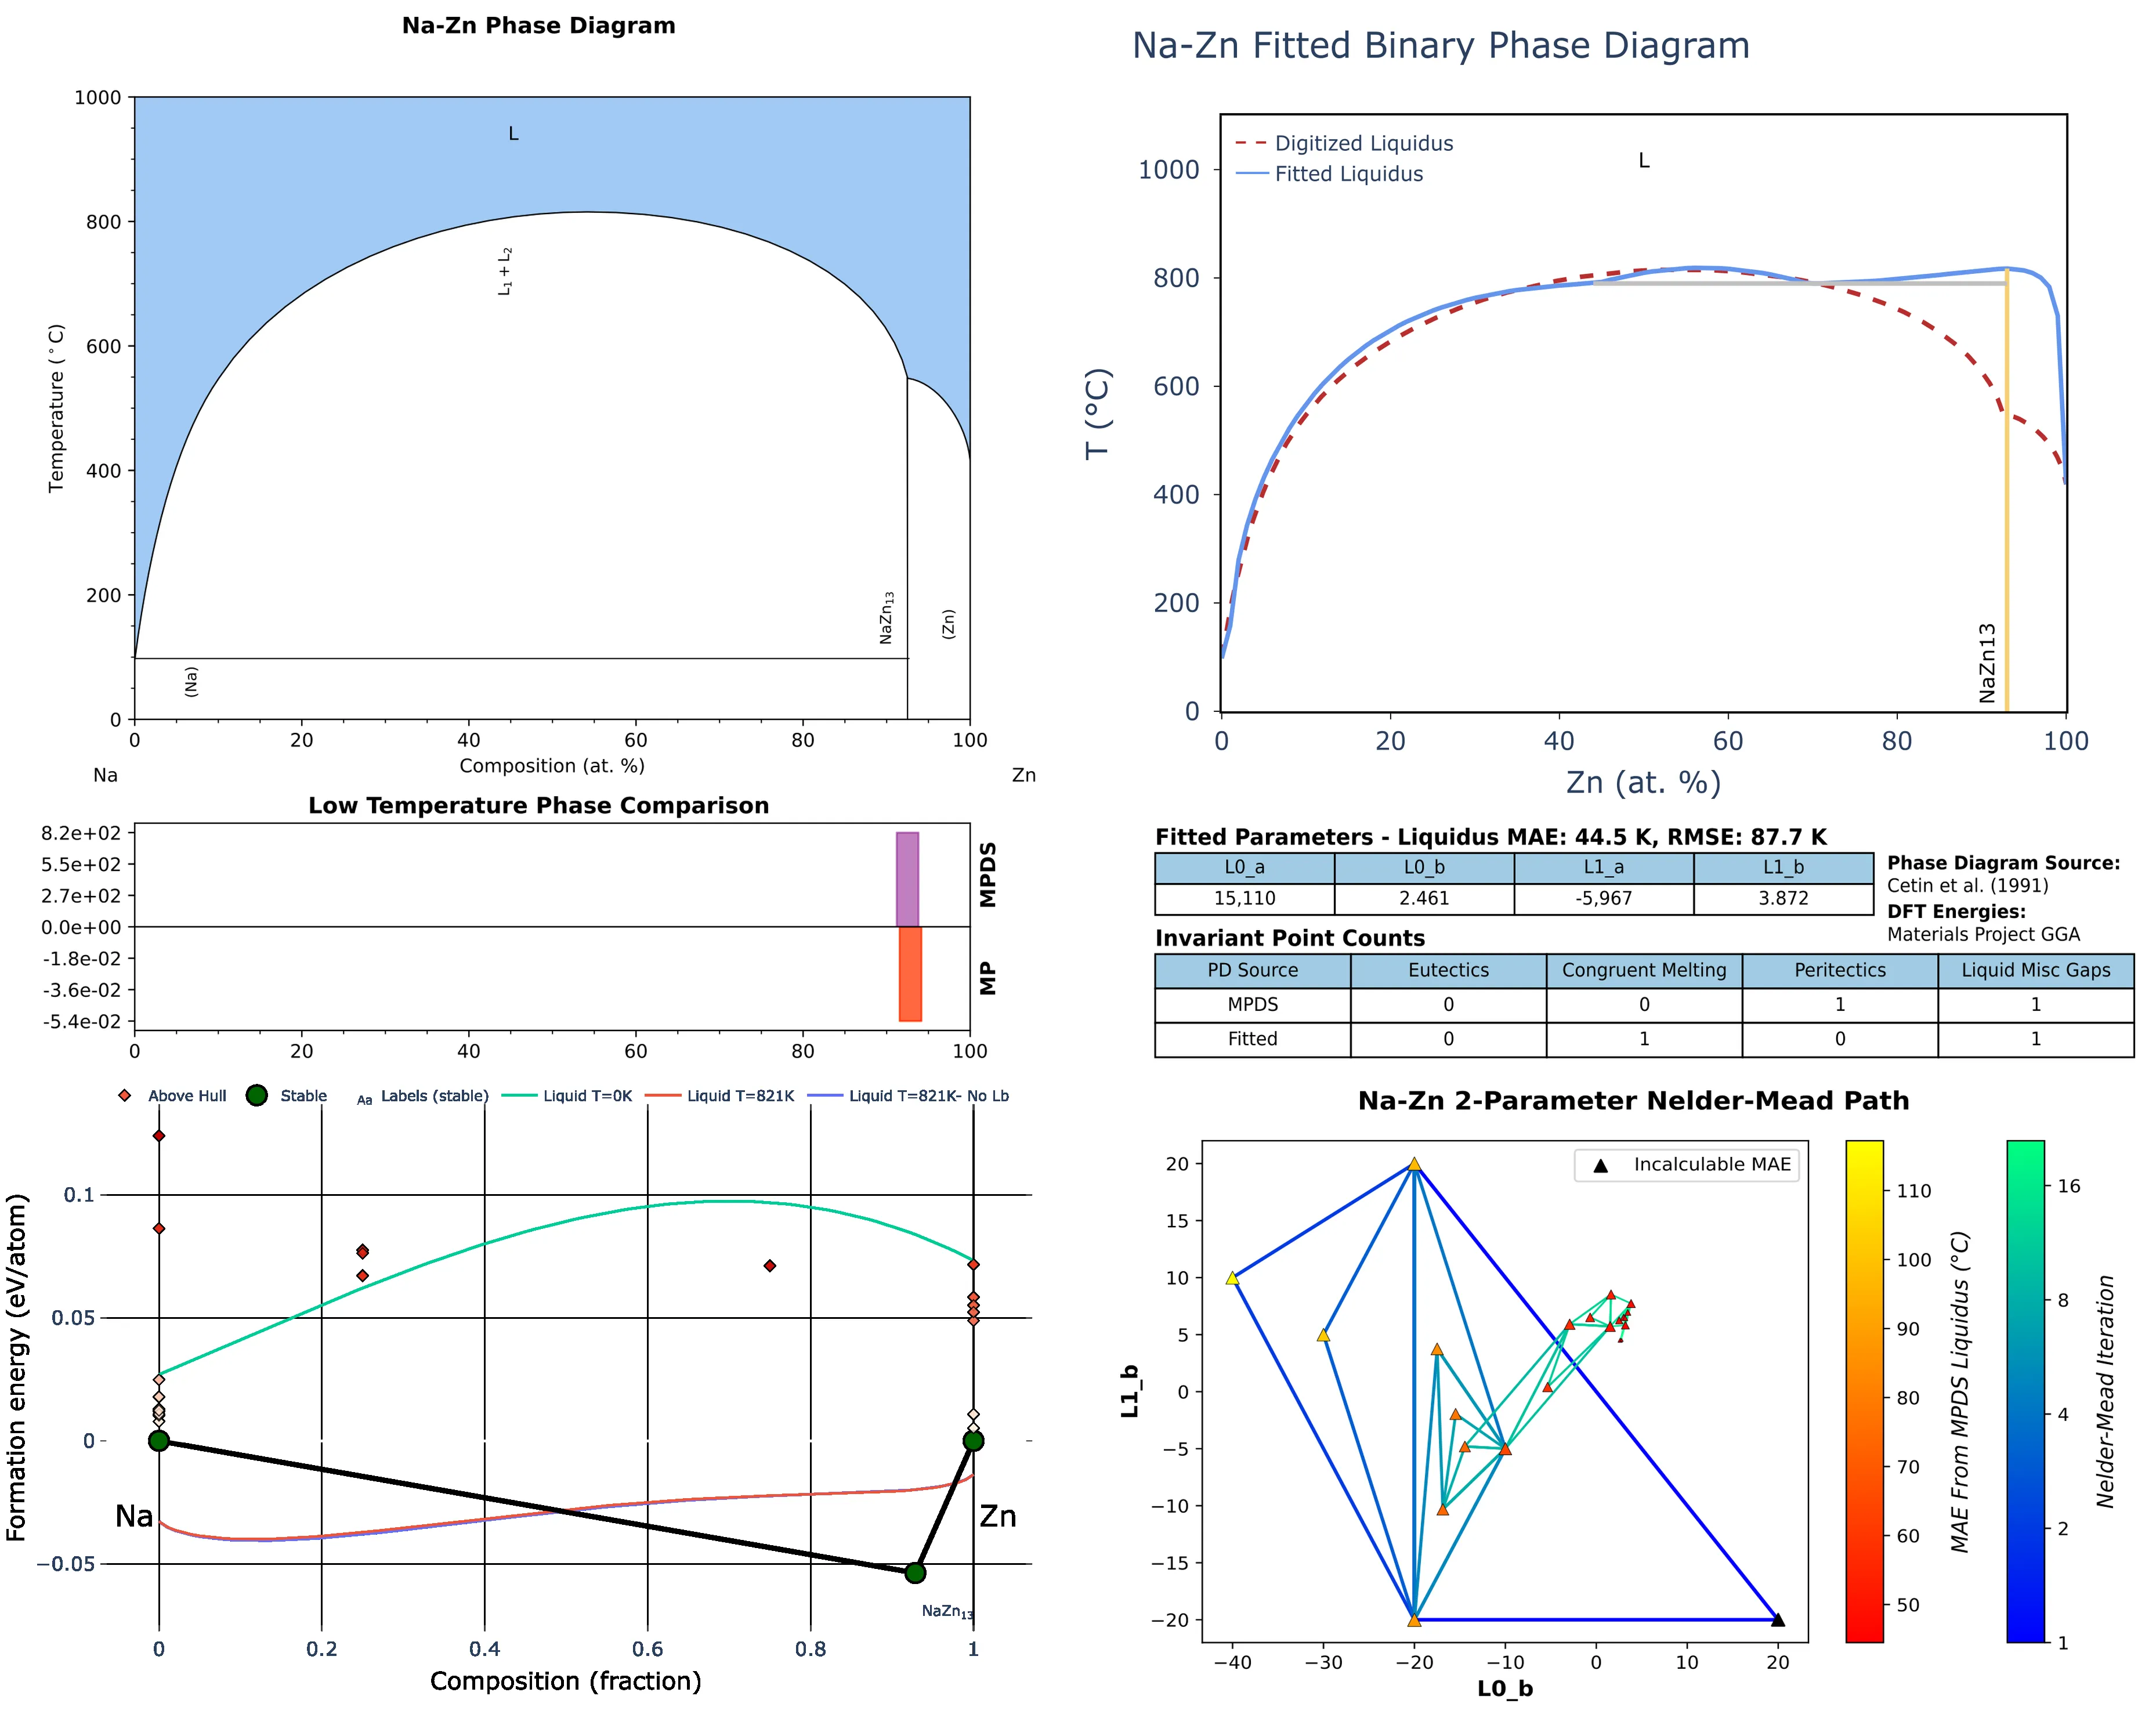 Na-Zn Phase Diagram
1000
800
600
400
200
0
Temperature (°C)
L
L₁ + L₂
NaZn₁₃
(Zn)
(Na)
0 20 40 60 80 100
Na Composition (at. %) Zn
Na-Zn Fitted Binary Phase Diagram
Digitized Liquidus
Fitted Liquidus
L
1000
800
600
400
200
0
T (°C)
NaZn13
0 20 40 60 80 100
Zn (at. %)
Low Temperature Phase Comparison
8.2e+02
5.5e+02
2.7e+02
0.0e+00
-1.8e-02
-3.6e-02
-5.4e-02
MPDS
MP
0 20 40 60 80 100
Fitted Parameters - Liquidus MAE: 44.5 K, RMSE: 87.7 K
L0_a L0_b L1_a L1_b
15,110 2.461 -5,967 3.872
Phase Diagram Source:
Cetin et al. (1991)
DFT Energies:
Materials Project GGA
Invariant Point Counts
PD Source Eutectics Congruent Melting Peritectics Liquid Misc Gaps
MPDS 0 0 1 1
Fitted 0 1 0 1
Above Hull Stable Aa Labels (stable) Liquid T=0K Liquid T=821K Liquid T=821K- No Lb
0.1
0.05
0
−0.05
Formation energy (eV/atom)
Na
Zn
NaZn₁₃
0 0.2 0.4 0.6 0.8 1
Composition (fraction)
Na-Zn 2-Parameter Nelder-Mead Path
Incalculable MAE
20
15
10
5
0
−5
−10
−15
−20
L1_b
−40 −30 −20 −10 0 10 20
L0_b
110
100
90
80
70
60
50
MAE From MPDS Liquidus (°C)
16
8
4
2
1
Nelder-Mead Iteration